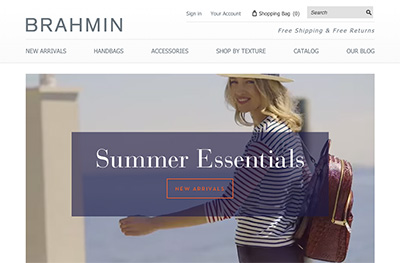 BRAHMIN
Sign In Your Account Shopping Bag (0) Search
Free Shipping & Free Returns
NEW ARRIVALS HANDBAGS ACCESSORIES SHOP BY TEXTURE CATALOG OUR BLOG
Summer Essentials
NEW ARRIVALS